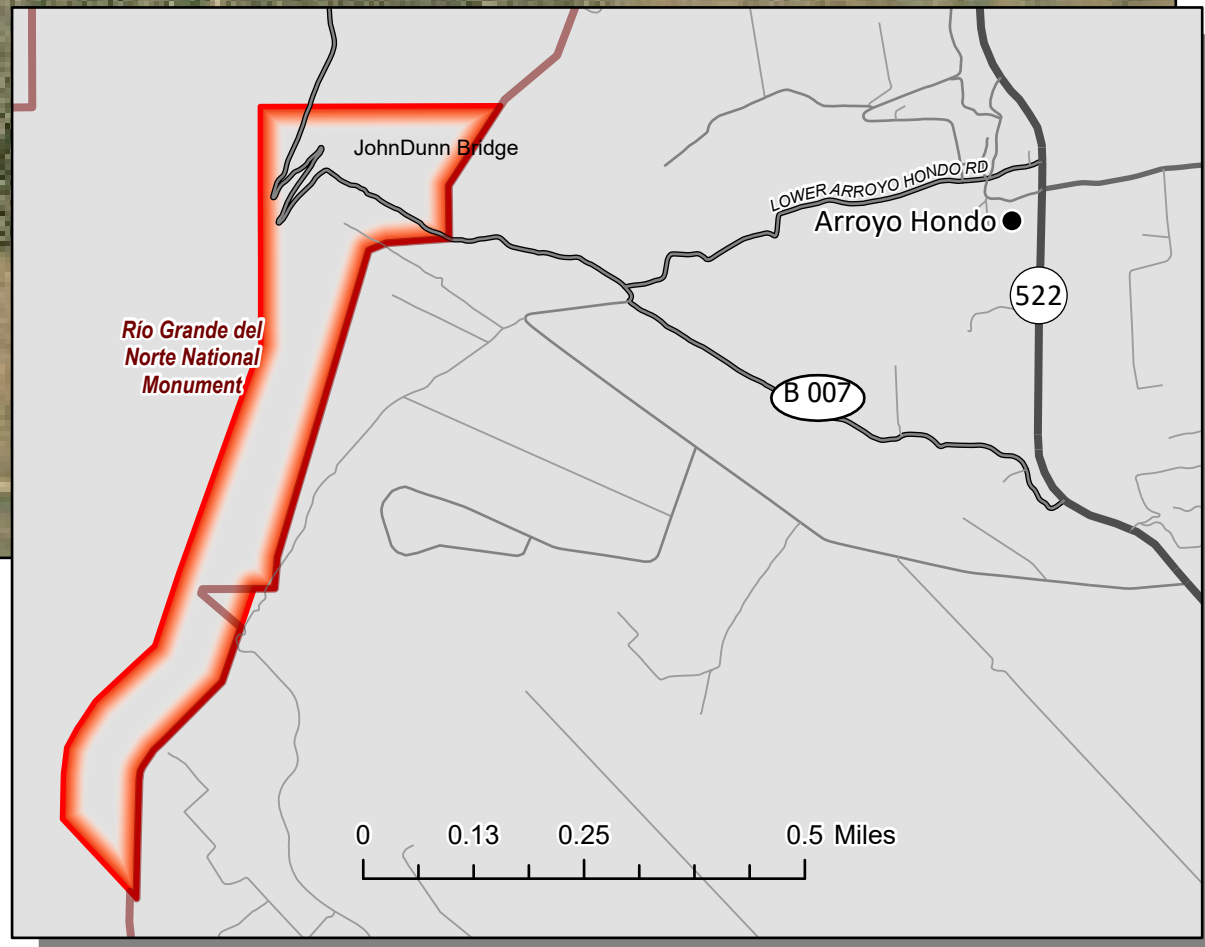 JohnDunn Bridge
LOWER ARROYO HONDO RD
Arroyo Hondo
522
Río Grande del
Norte National
Monument
B 007
0 0.13 0.25 0.5 Miles